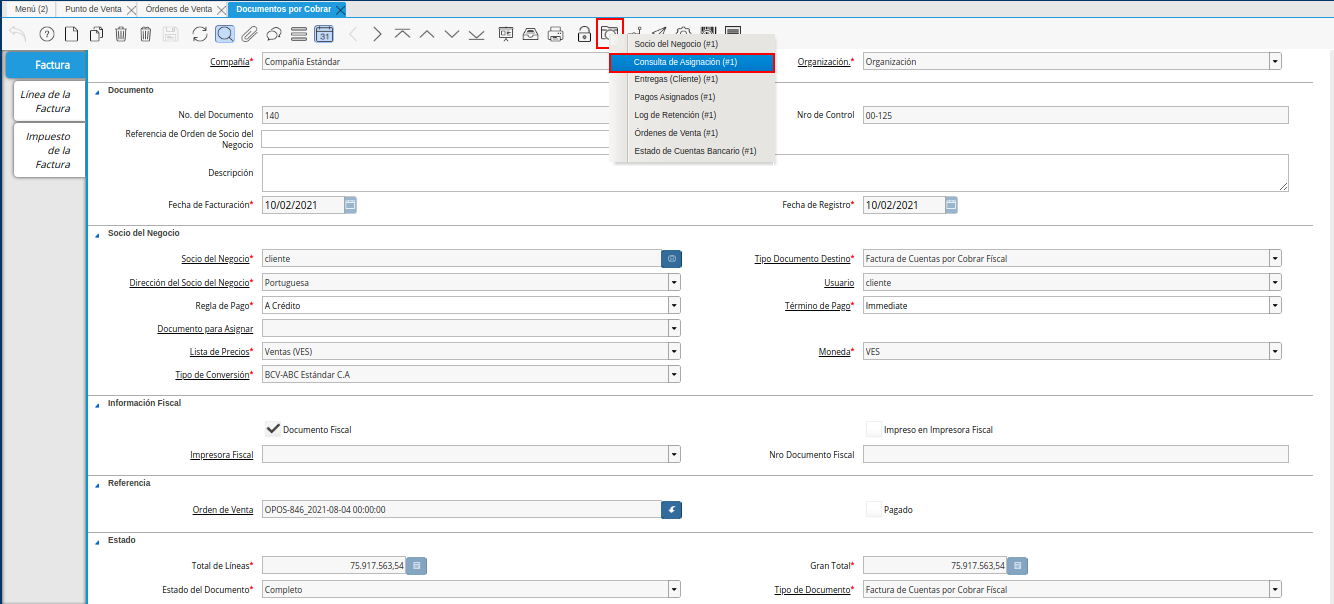 Menú (2) Punto de Venta Órdenes de Venta Documentos por Cobrar
31
Socio del Negocio (#1)
Consulta de Asignación (#1)
Entregas (Cliente) (#1)
Pagos Asignados (#1)
Log de Retención (#1)
Órdenes de Venta (#1)
Estado de Cuentas Bancario (#1)
Factura
Línea de la
Factura
Impuesto
de la
Factura
Compañía* Compañía Estándar Organización.* Organización
Documento
No. del Documento 140 Nro de Control 00-125
Referencia de Orden de Socio del
Negocio
Descripción
Fecha de Facturación* 10/02/2021 Fecha de Registro* 10/02/2021
Socio del Negocio
Socio del Negocio* cliente Tipo Documento Destino* Factura de Cuentas por Cobrar Fiscal
Dirección del Socio del Negocio* Portuguesa Usuario cliente
Regla de Pago* A Crédito Término de Pago* Immediate
Documento para Asignar
Lista de Precios* Ventas (VES) Moneda* VES
Tipo de Conversión* BCV-ABC Estándar C.A
Información Fiscal
Documento Fiscal Impreso en Impresora Fiscal
Impresora Fiscal Nro Documento Fiscal
Referencia
Orden de Venta OPOS-846_2021-08-04 00:00:00 Pagado
Estado
Total de Líneas* 75.917.563,54 Gran Total* 75.917.563,54
Estado del Documento* Completo Tipo de Documento* Factura de Cuentas por Cobrar Fiscal